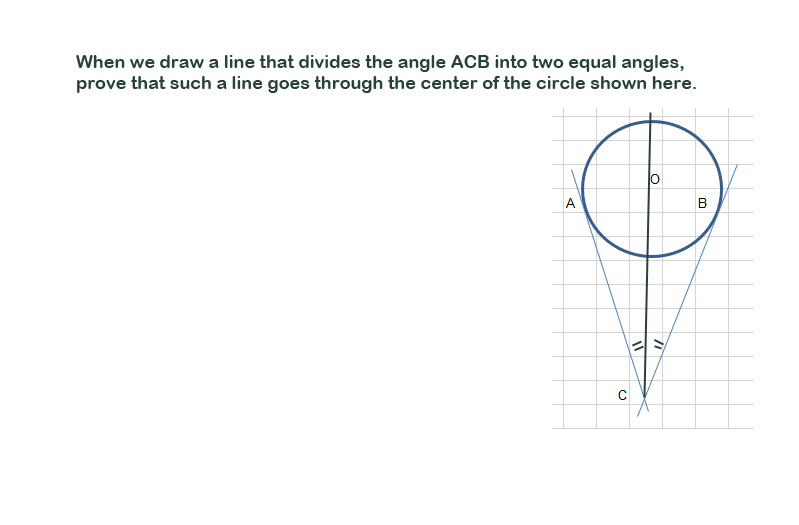 When we draw a line that divides the angle ACB into two equal angles,
prove that such a line goes through the center of the circle shown here.
O
A
B
C